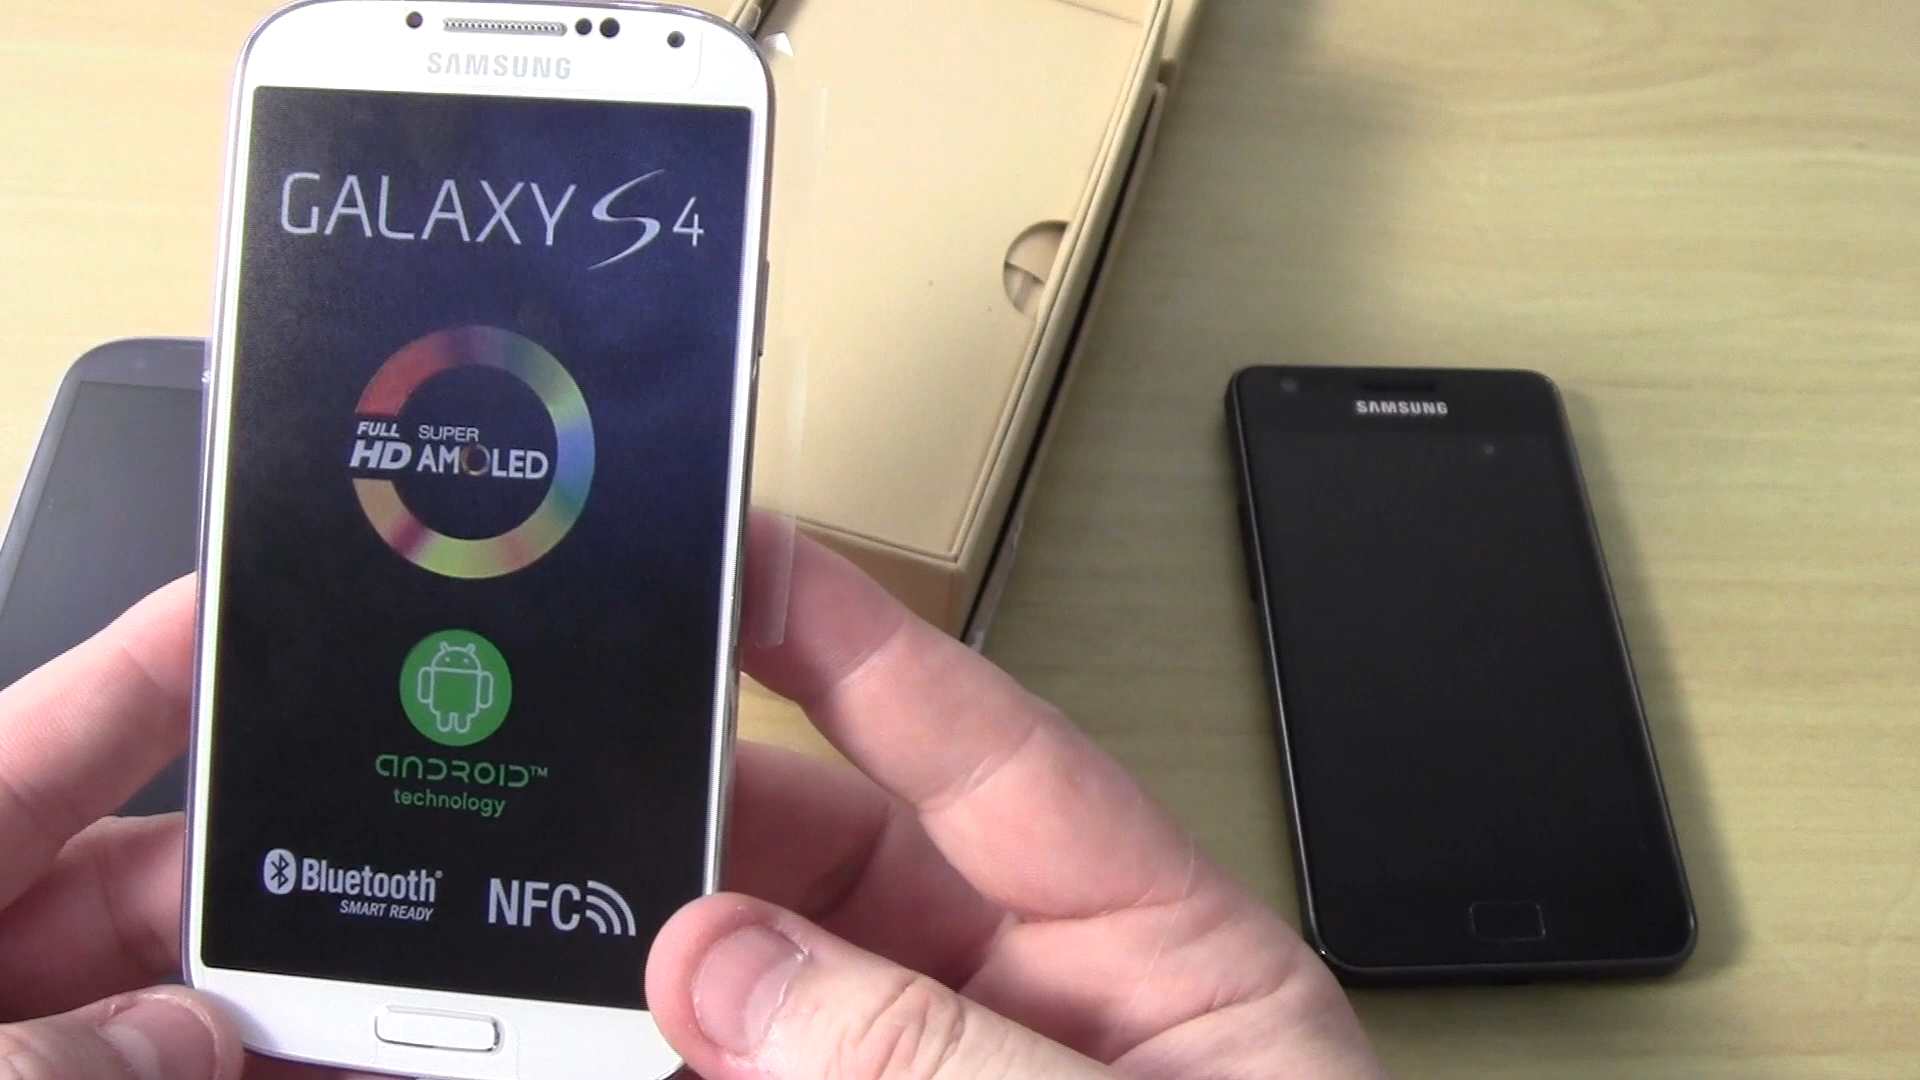 SAMSUNG
GALAXY S4
FULL HD
SUPER AMOLED
ANDROID™
technology
Bluetooth®
SMART READY
NFC
SAMSUNG